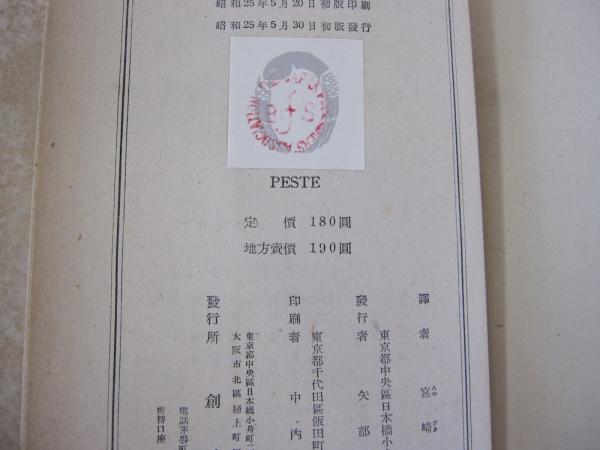 昭和25年5月20日初版印刷
昭和25年5月30日初版發行
PESTE
定　價　180圓
地方賣價　190圓
譯者　宮崎
發行者　矢部
東京都中央區日本橋小
印刷者　中内
東京都千代田區飯田町
發行所　創
東京都中央區日本橋小舟町
大阪市北區樋上町
電話茅場町
振替口座